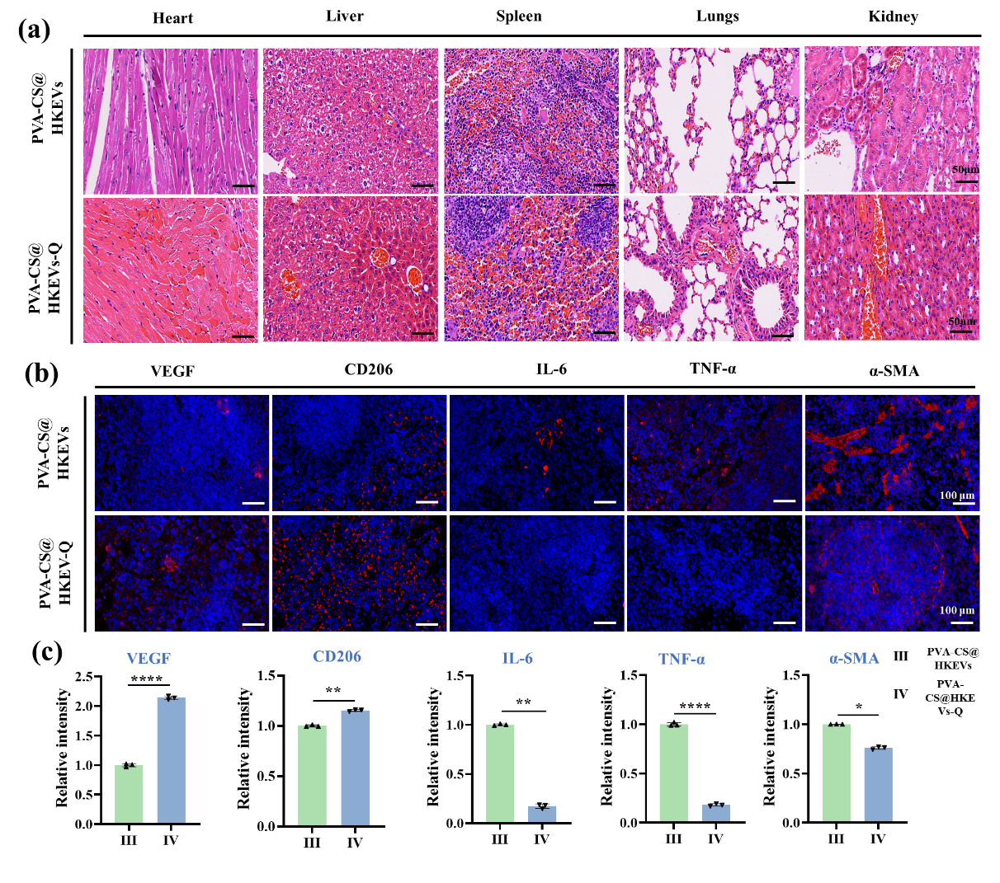 (a)
Heart
Liver
Spleen
Lungs
Kidney
PVA-CS@
HKEVs
50μm
PVA-CS@
HKEVs-Q
50μm
(b)
VEGF
CD206
IL-6
TNF-α
α-SMA
PVA-CS@
HKEVs
100 μm
PVA-CS@
HKEV-Q
100 μm
(c)
VEGF
Relative intensity
2.5
2.0
1.5
1.0
0.5
0.0
****
III
IV
CD206
Relative intensity
1.5
1.0
0.5
0.0
**
III
IV
IL-6
Relative intensity
1.5
1.0
0.5
0.0
**
III
IV
TNF-α
Relative intensity
1.5
1.0
0.5
0.0
****
III
IV
α-SMA
Relative intensity
1.5
1.0
0.5
0.0
*
III
IV
III
PVA-CS@
HKEVs
IV
PVA-
CS@HKE
Vs-Q